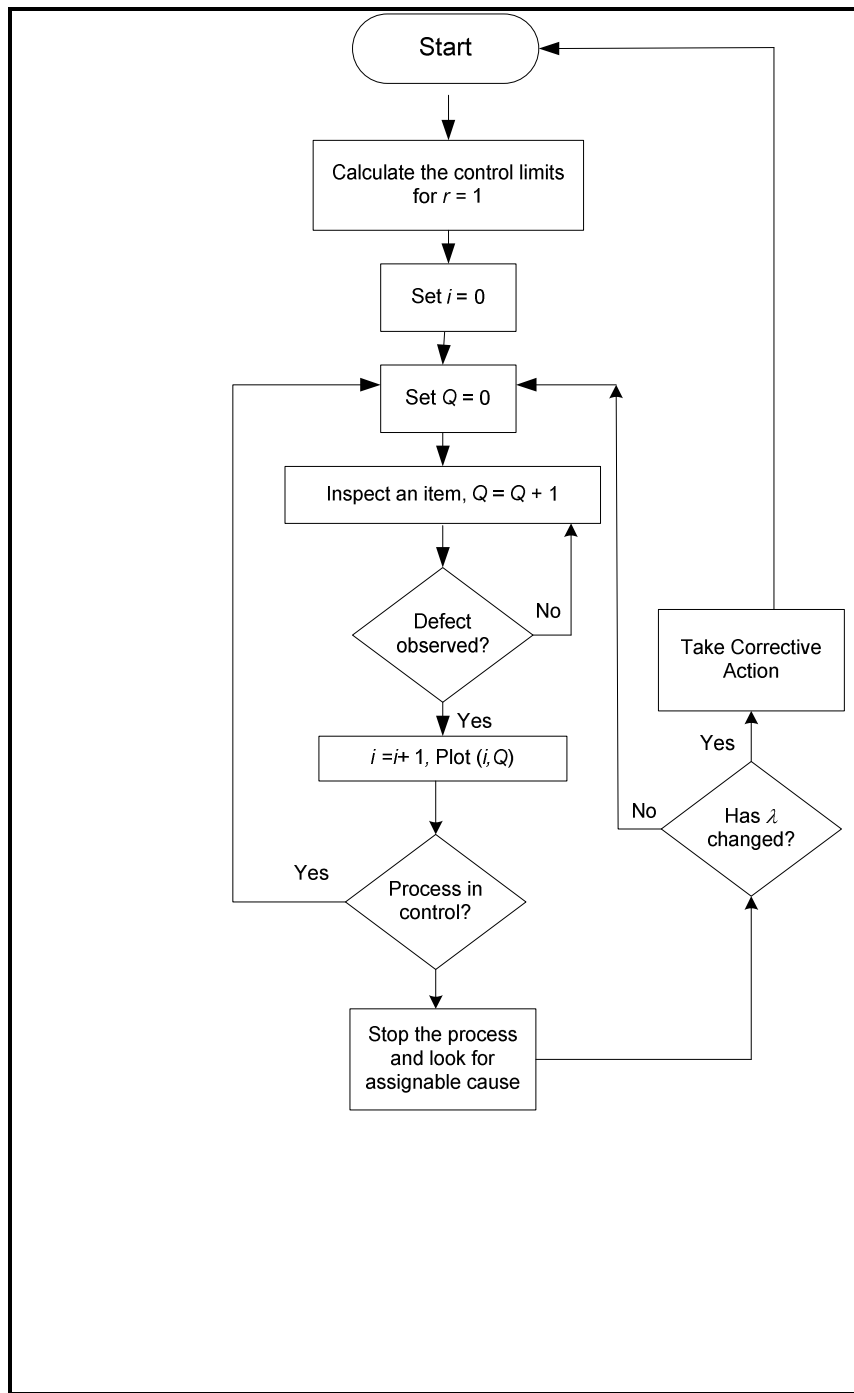 Start
Calculate the control limits
for r = 1
Set i = 0
Set Q = 0
Inspect an item, Q = Q + 1
Defect
observed?
No
Yes
i =i+ 1, Plot (i,Q)
Process in
control?
Yes
Stop the process
and look for
assignable cause
Has λ
changed?
No
Yes
Take Corrective
Action